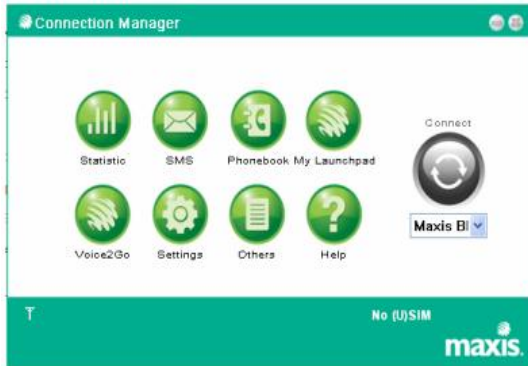 Connection Manager
Statistic
SMS
Phonebook
My Launchpad
Connect
Voice2Go
Settings
Others
Help
Maxis Bl
No (U)SIM
maxis.